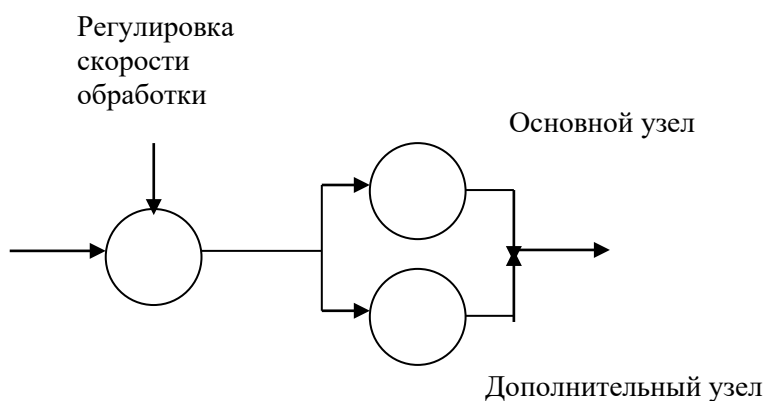 Регулировка
скорости
обработки
Основной узел
Дополнительный узел